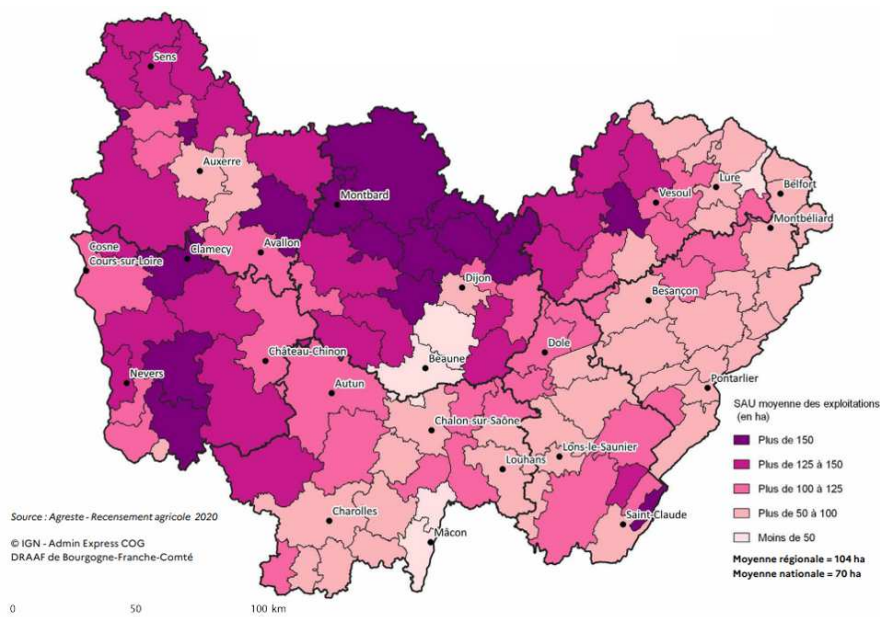 Sens
Auxerre
Montbard
Vesoul
Lure
Belfort
Montbéliard
Cosne
Cours-sur-Loire
Clamecy
Avallon
Dijon
Besançon
Château-Chinon
Dole
Beaune
Nevers
Autun
Pontarlier
Chalon-sur-Saône
Lons-le-Saunier
Louhans
Charolles
Saint-Claude
Mâcon
SAU moyenne des exploitations
(en ha)
Plus de 150
Plus de 125 à 150
Plus de 100 à 125
Plus de 50 à 100
Moins de 50
Moyenne régionale = 104 ha
Moyenne nationale = 70 ha
Source : Agreste - Recensement agricole 2020
© IGN - Admin Express COG
DRAAF de Bourgogne-Franche-Comté
0 50 100 km